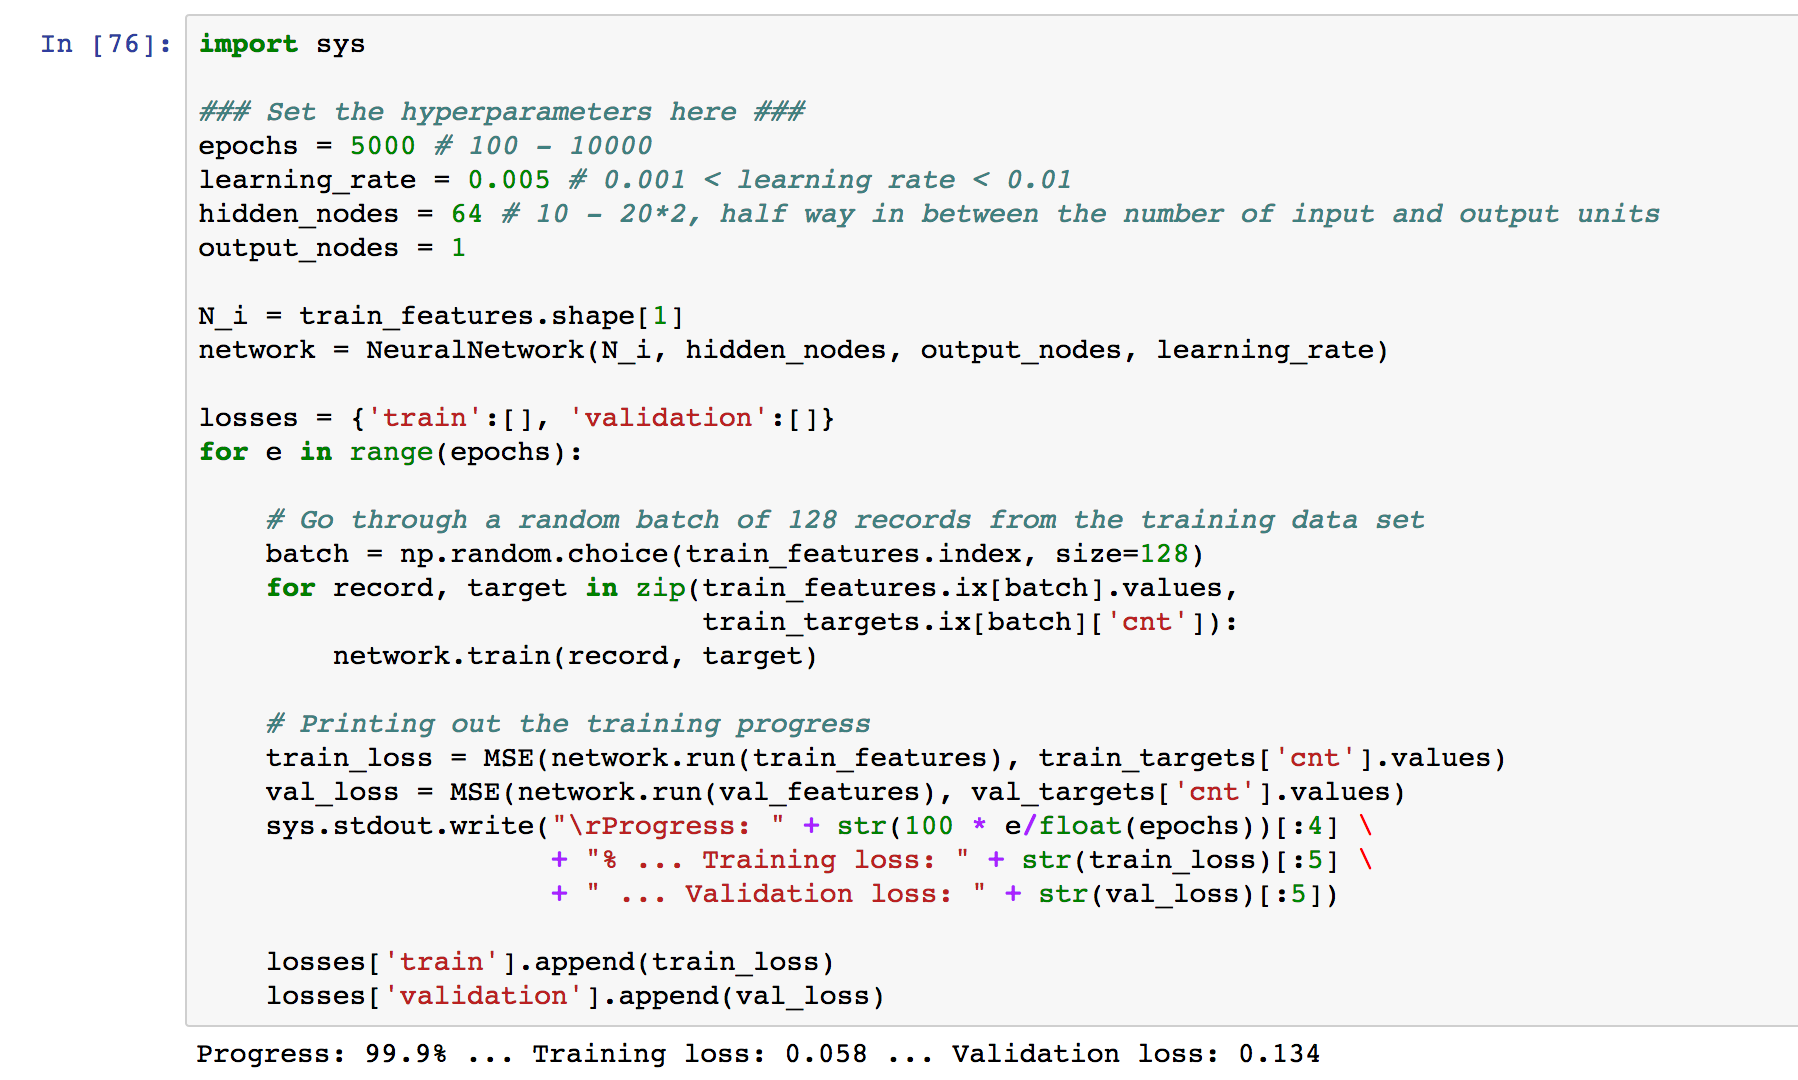 In [76]:
import sys
### Set the hyperparameters here ###
epochs = 5000 # 100 - 10000
learning_rate = 0.005 # 0.001 < learning rate < 0.01
hidden_nodes = 64 # 10 - 20*2, half way in between the number of input and output units
output_nodes = 1
N_i = train_features.shape[1]
network = NeuralNetwork(N_i, hidden_nodes, output_nodes, learning_rate)
losses = {'train':[], 'validation':[]}
for e in range(epochs):
    # Go through a random batch of 128 records from the training data set
    batch = np.random.choice(train_features.index, size=128)
    for record, target in zip(train_features.ix[batch].values,
                              train_targets.ix[batch]['cnt']):
        network.train(record, target)
    # Printing out the training progress
    train_loss = MSE(network.run(train_features), train_targets['cnt'].values)
    val_loss = MSE(network.run(val_features), val_targets['cnt'].values)
    sys.stdout.write("\rProgress: " + str(100 * e/float(epochs))[:4] \
                     + "% ... Training loss: " + str(train_loss)[:5] \
                     + " ... Validation loss: " + str(val_loss)[:5])
    losses['train'].append(train_loss)
    losses['validation'].append(val_loss)
Progress: 99.9% ... Training loss: 0.058 ... Validation loss: 0.134